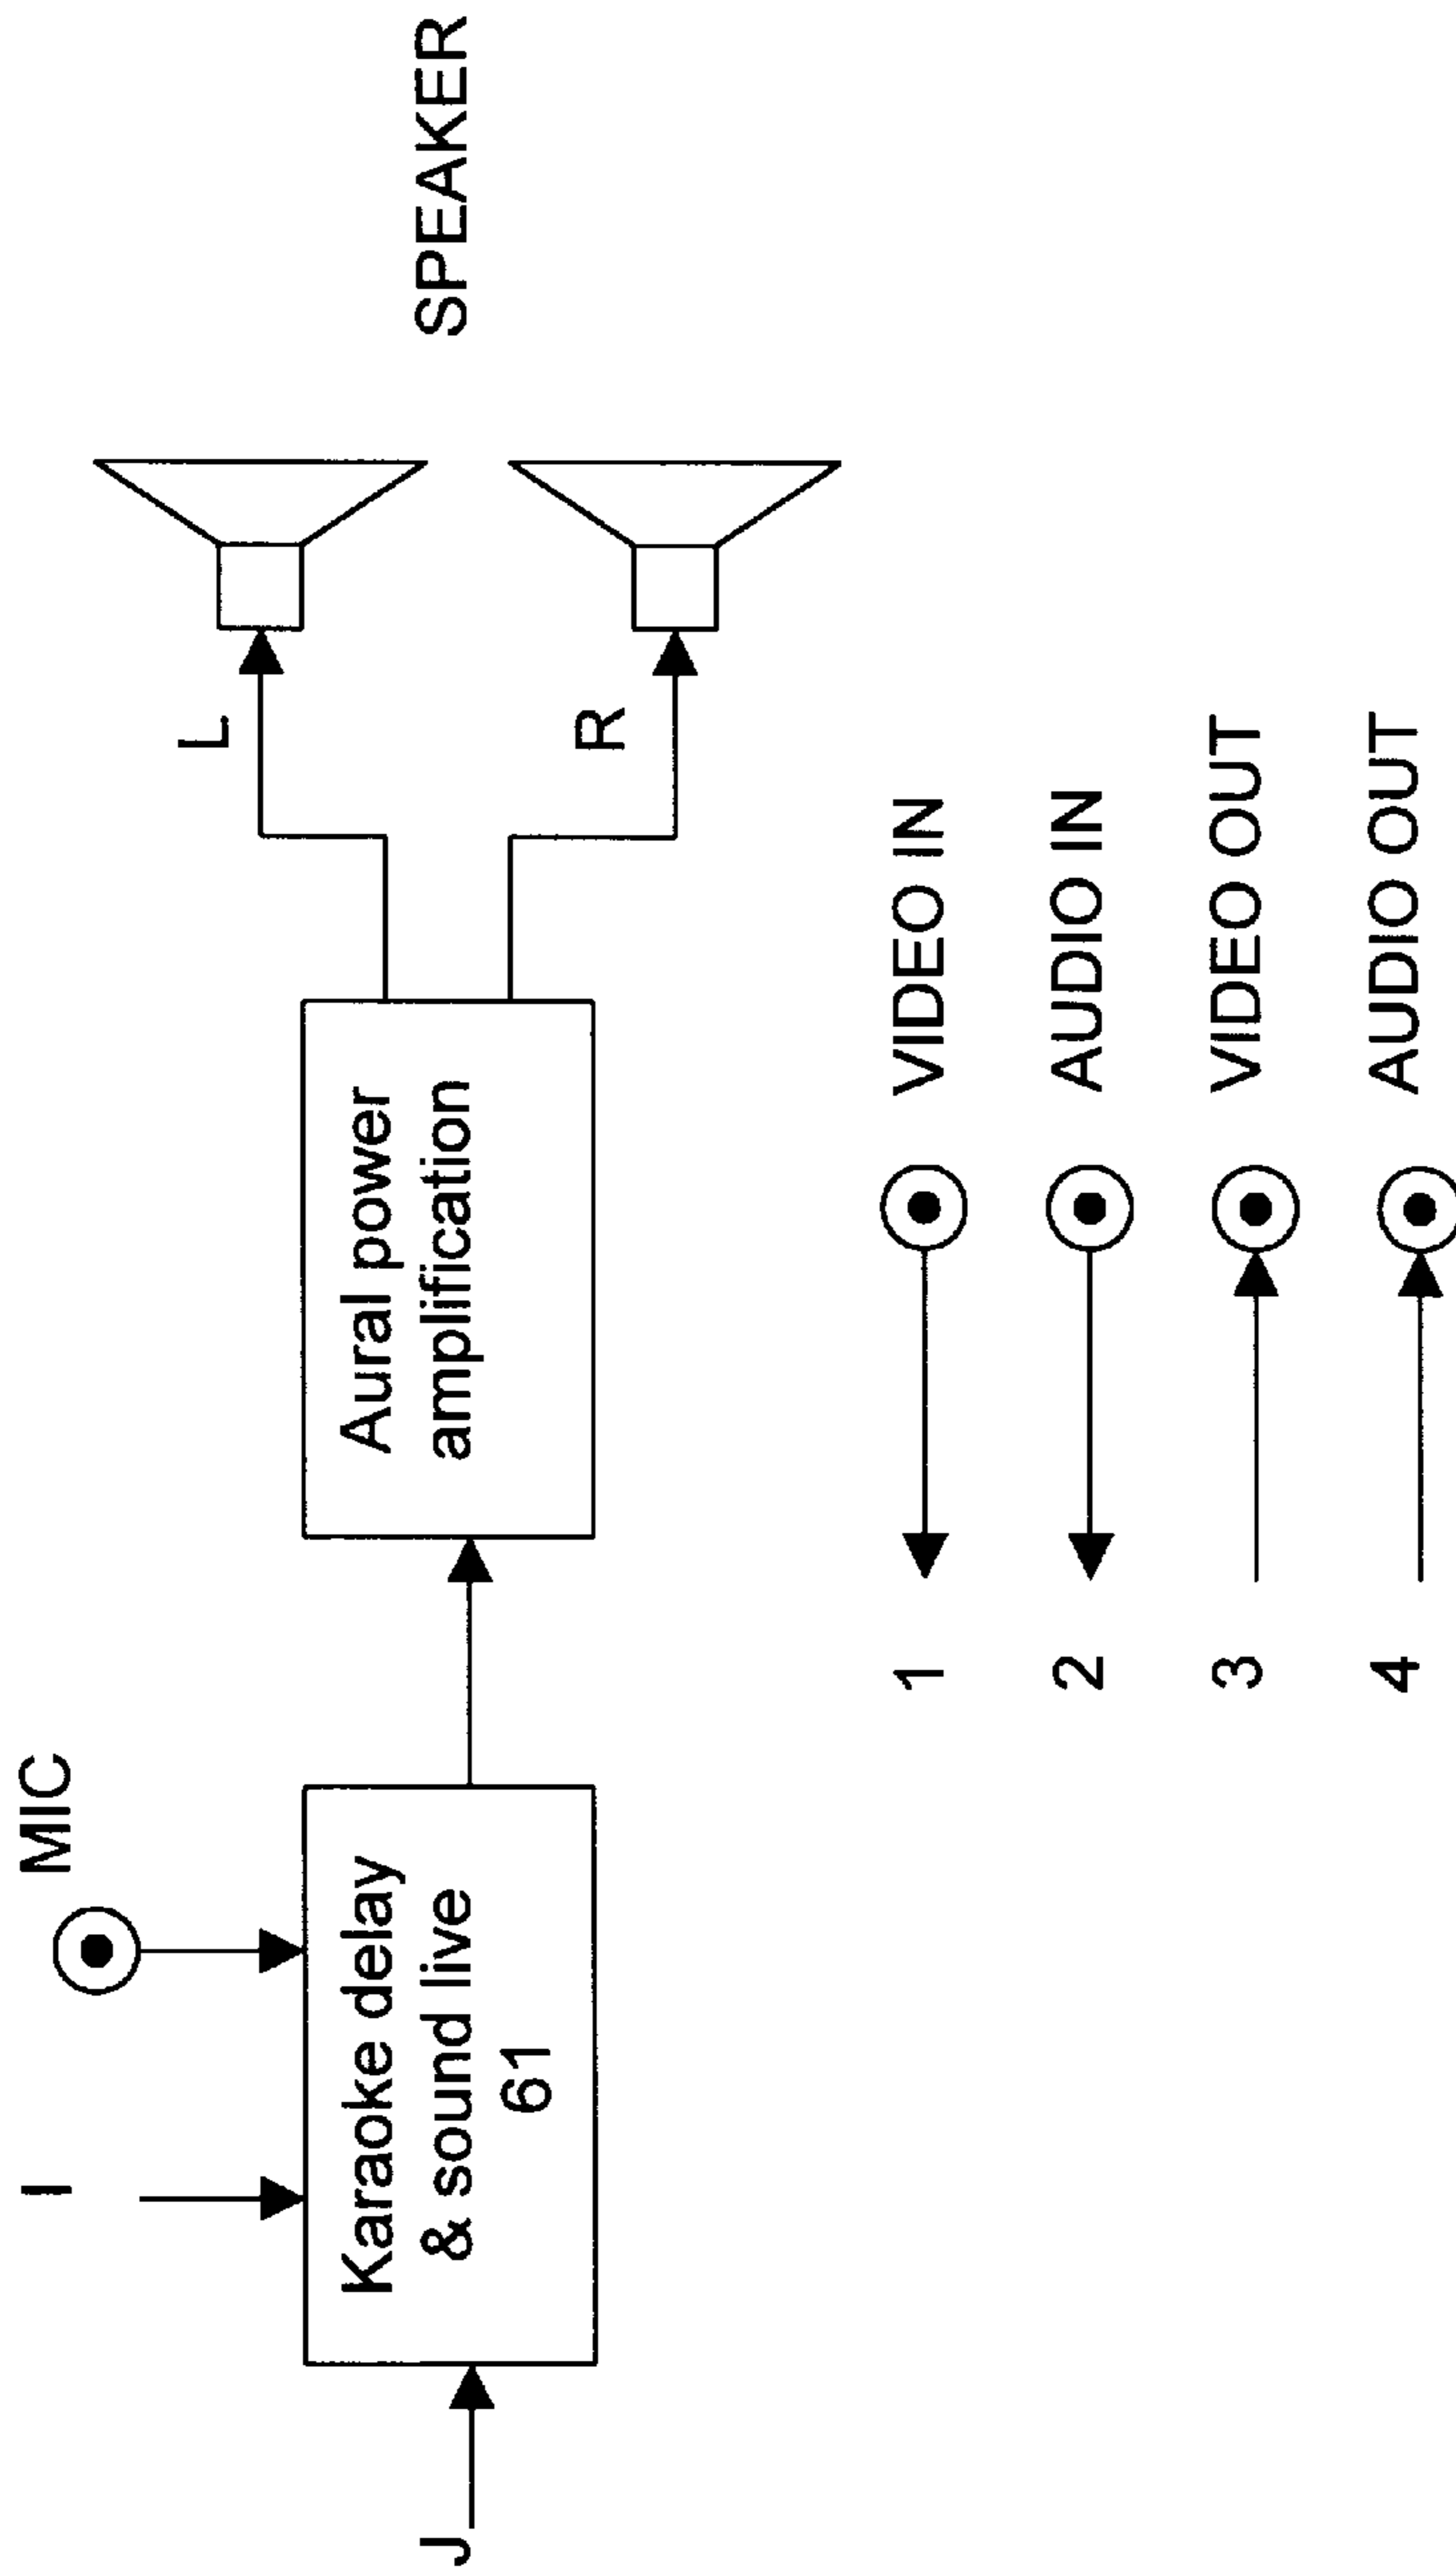 I
MIC
J
Karaoke delay
& sound live
61
Aural power
amplification
L
R
SPEAKER
1 VIDEO IN
2 AUDIO IN
3 VIDEO OUT
4 AUDIO OUT